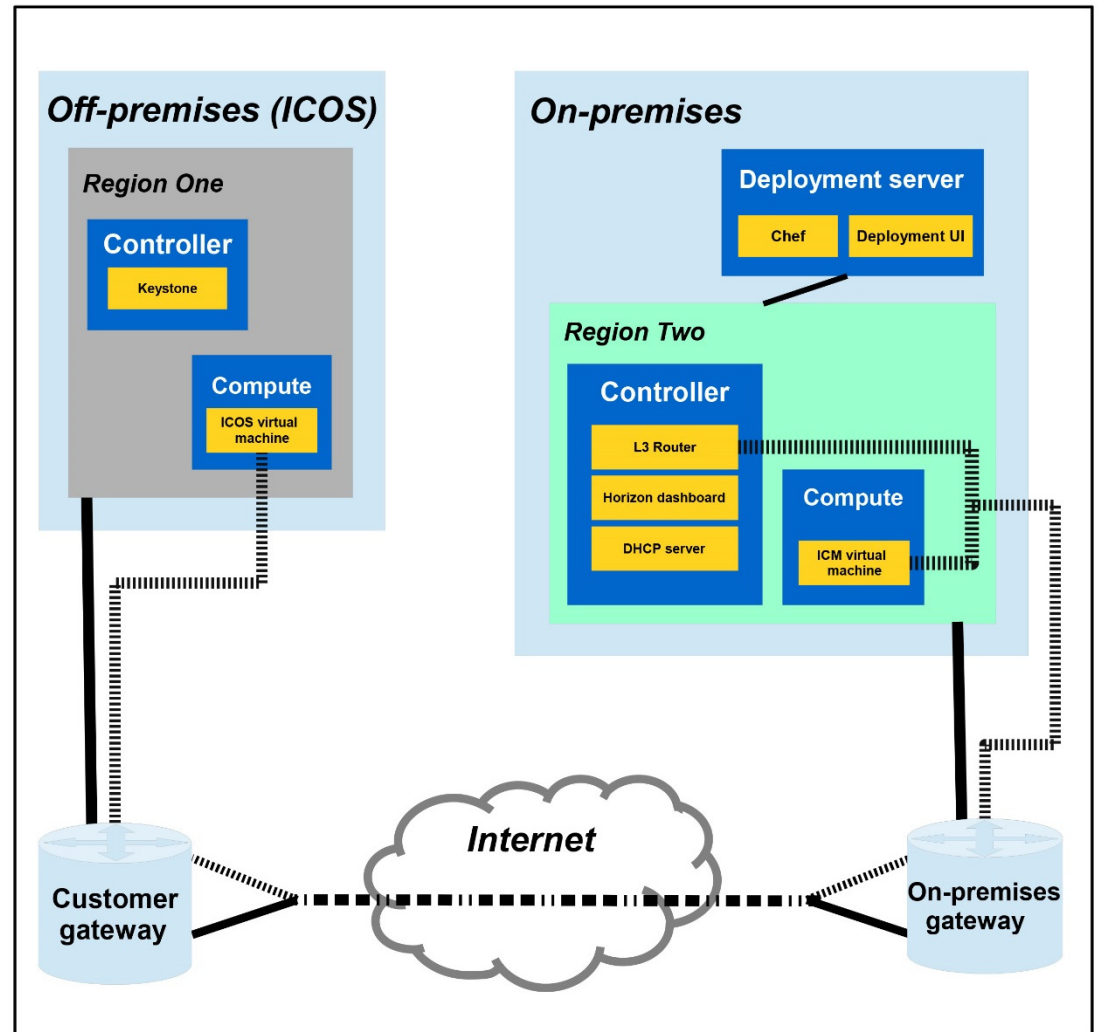 Off-premises (ICOS)
Region One
Controller
Keystone
Compute
ICOS virtual
machine
On-premises
Deployment server
Chef
Deployment UI
Region Two
Controller
L3 Router
Horizon dashboard
DHCP server
Compute
ICM virtual
machine
Internet
Customer
gateway
On-premises
gateway